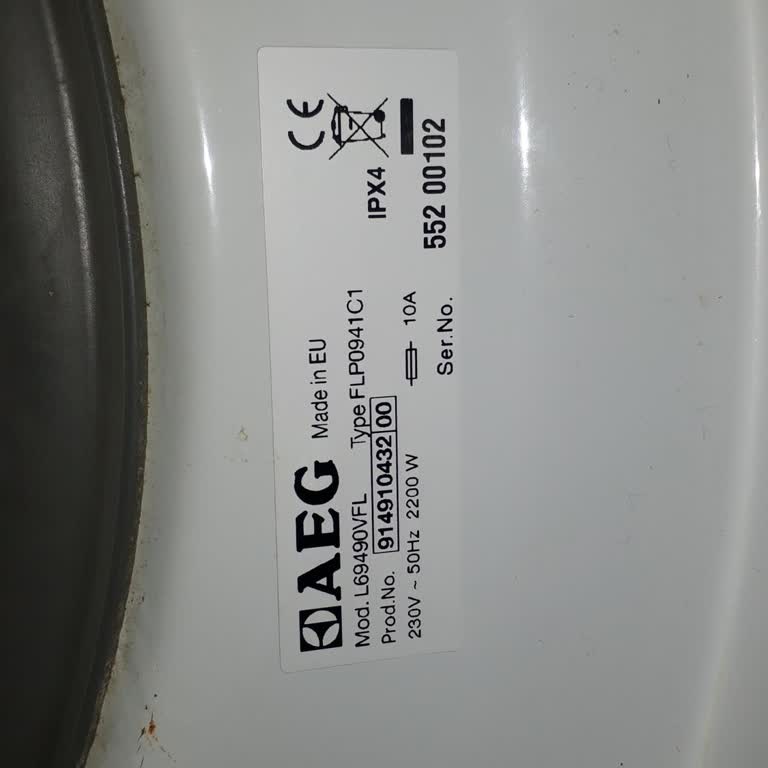 AEG Made in EU
Mod. L69490VFL Type FLP0941C1 IPX4
Prod.No. 914910432 00
230V ~ 50Hz 2200 W 10A
Ser.No. 552 00102
CE